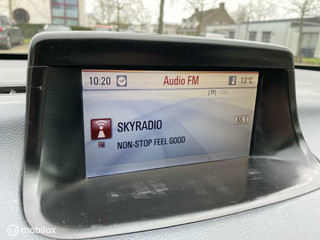 10:20 Audio FM 13°C
[TP]
AS 1
SKYRADIO
FM NON-STOP FEEL GOOD
mobilox